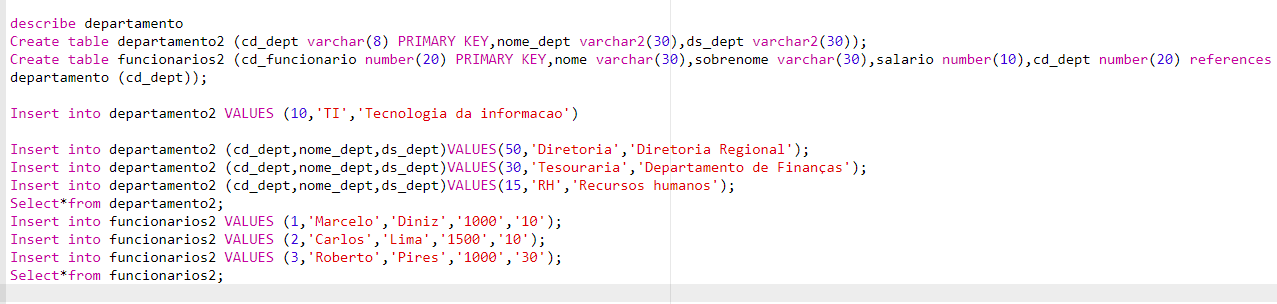 describe departamento
Create table departamento2 (cd_dept varchar(8) PRIMARY KEY,nome_dept varchar2(30),ds_dept varchar2(30));
Create table funcionarios2 (cd_funcionario number(20) PRIMARY KEY,nome varchar(30),sobrenome varchar(30),salario number(10),cd_dept number(20) references
departamento (cd_dept));
Insert into departamento2 VALUES (10,'TI','Tecnologia da informacao')
Insert into departamento2 (cd_dept,nome_dept,ds_dept)VALUES(50,'Diretoria','Diretoria Regional');
Insert into departamento2 (cd_dept,nome_dept,ds_dept)VALUES(30,'Tesouraria','Departamento de Finanças');
Insert into departamento2 (cd_dept,nome_dept,ds_dept)VALUES(15,'RH','Recursos humanos');
Select*from departamento2;
Insert into funcionarios2 VALUES (1,'Marcelo','Diniz','1000','10');
Insert into funcionarios2 VALUES (2,'Carlos','Lima','1500','10');
Insert into funcionarios2 VALUES (3,'Roberto','Pires','1000','30');
Select*from funcionarios2;